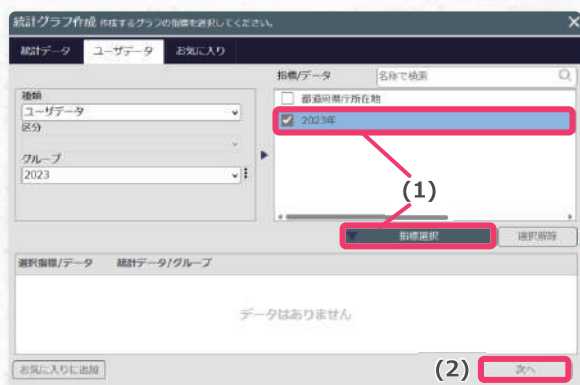 統計グラフ作成 作成するグラフの指標を選択してください。
統計データ ユーザデータ お気に入り
指標/データ 名称で検索
種類
ユーザデータ
区分
グループ
2023
都道府県庁所在地
2023年
(1)
指標選択 選択解除
選択指標/データ 統計データ/グループ
データはありません
お気に入りに追加 (2) 次へ